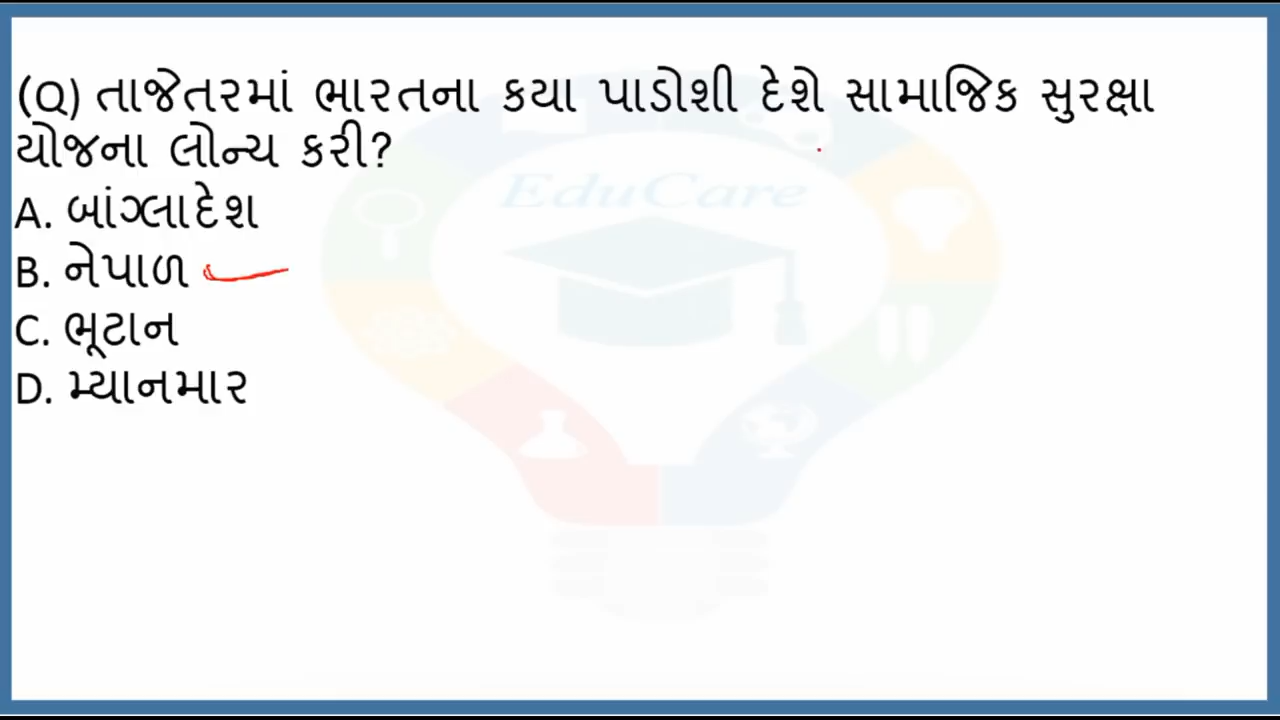 (Q) તાજેતરમાં ભારતના કયા પાડોશી દેશે સામાજિક સુરક્ષા
યોજના લોન્ચ કરી?
EduCare
A. બાંગ્લાદેશ
B. નેપાળ
C. ભૂટાન
D. મ્યાનમાર